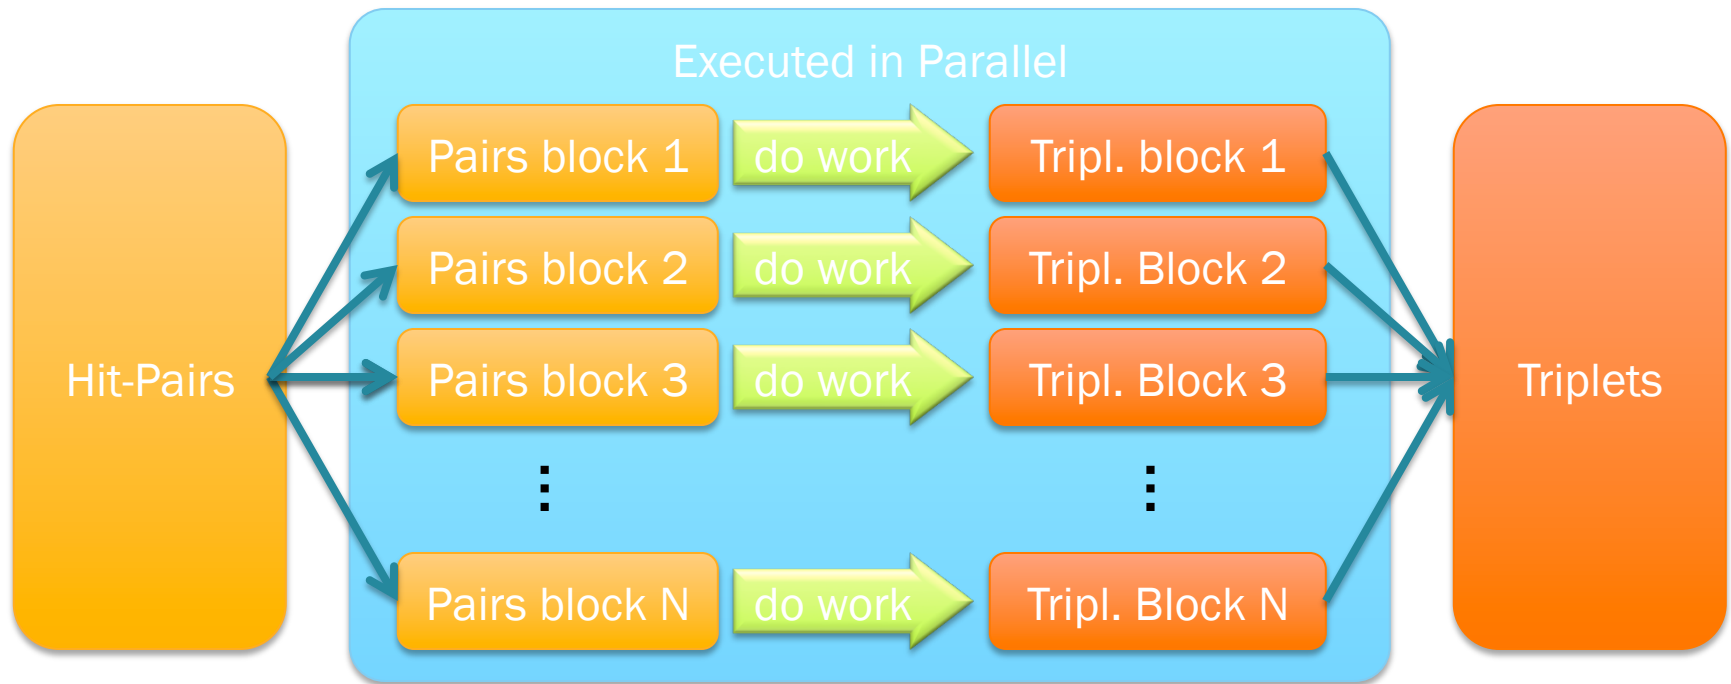 Executed in Parallel
Hit-Pairs
Pairs block 1
do work
Tripl. block 1
Pairs block 2
do work
Tripl. Block 2
Pairs block 3
do work
Tripl. Block 3
Pairs block N
do work
Tripl. Block N
Triplets